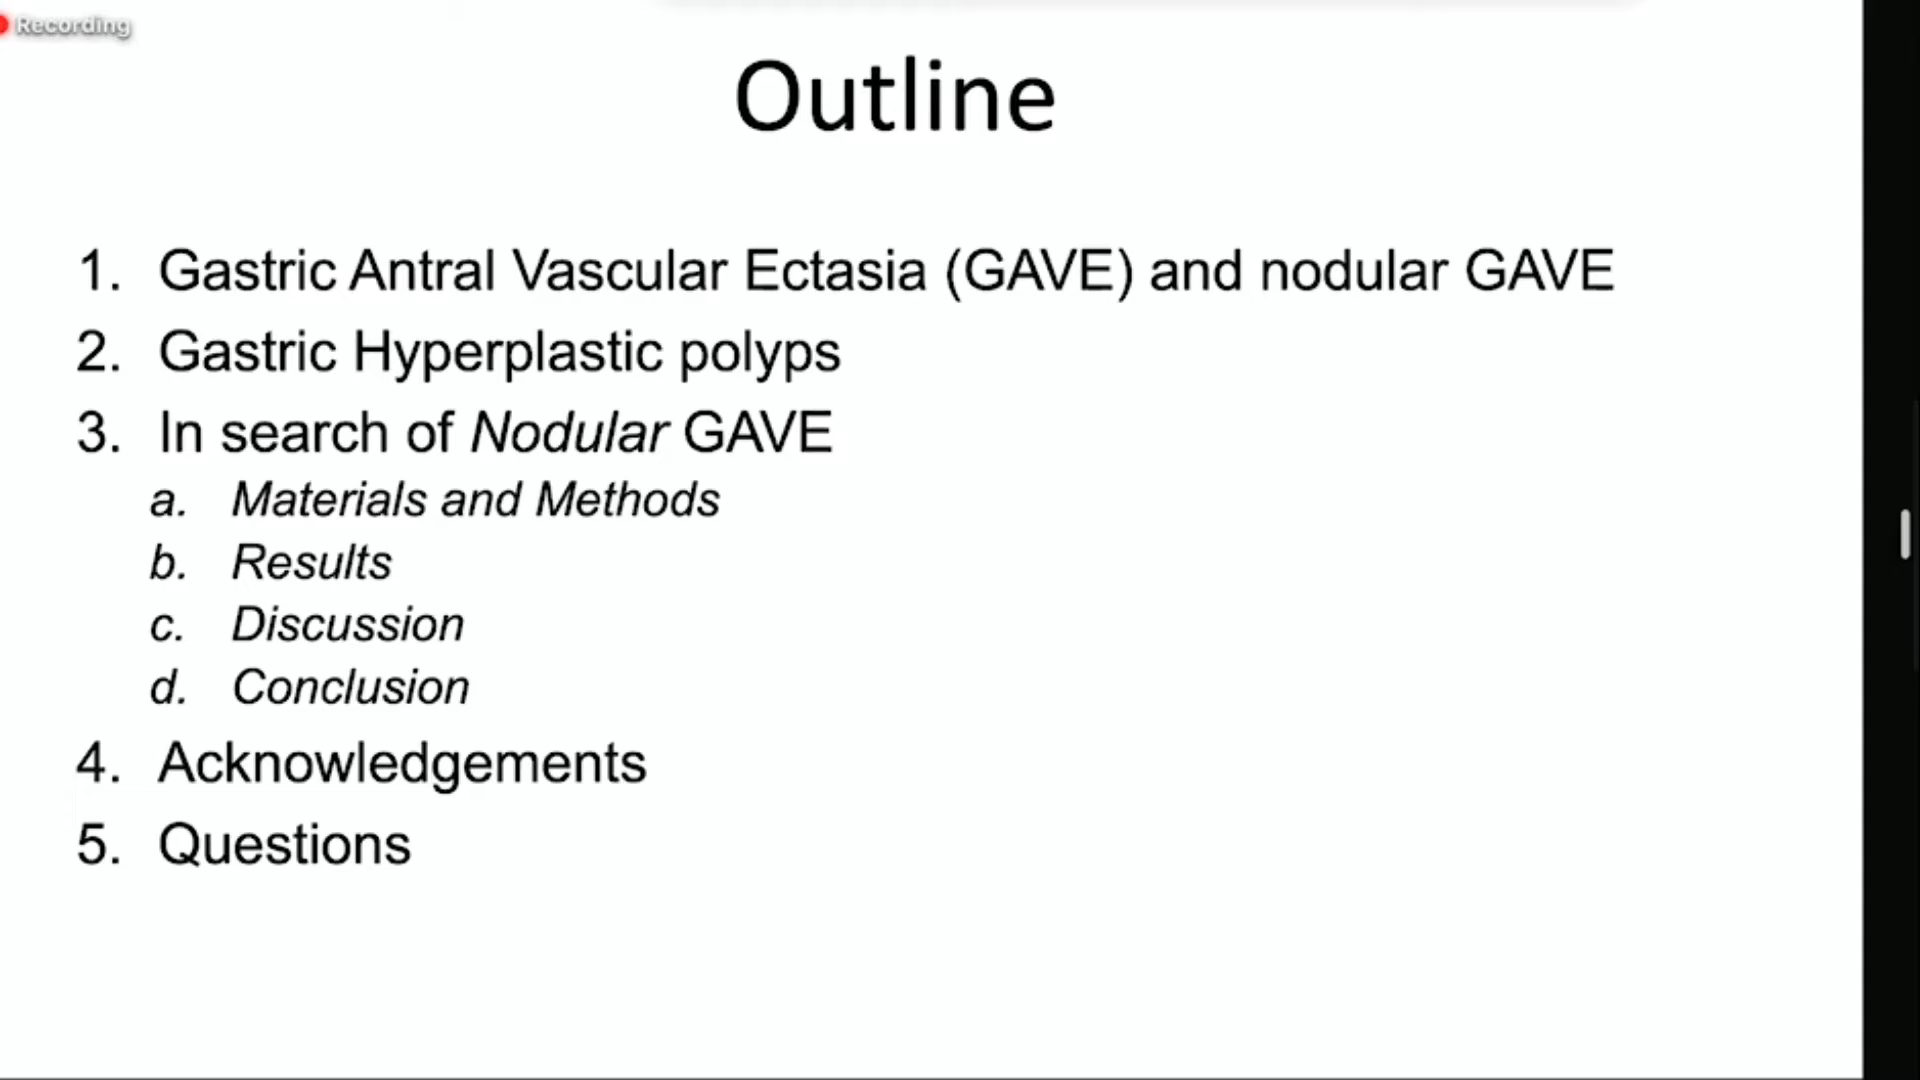 Recording
Outline
1. Gastric Antral Vascular Ectasia (GAVE) and nodular GAVE
2. Gastric Hyperplastic polyps
3. In search of Nodular GAVE
a. Materials and Methods
b. Results
c. Discussion
d. Conclusion
4. Acknowledgements
5. Questions